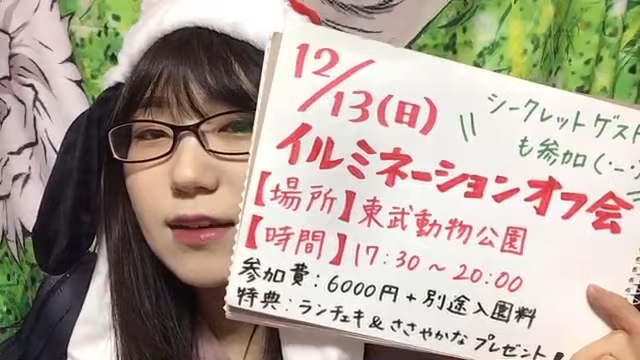 12/13(日)
シークレットゲスト
も参加(
イルミネーションオフ会
【場所】東武動物公園
【時間】17:30～20:00
参加費:6000円+別途入園料
特典:ランチェキ&ささやかなプレゼント